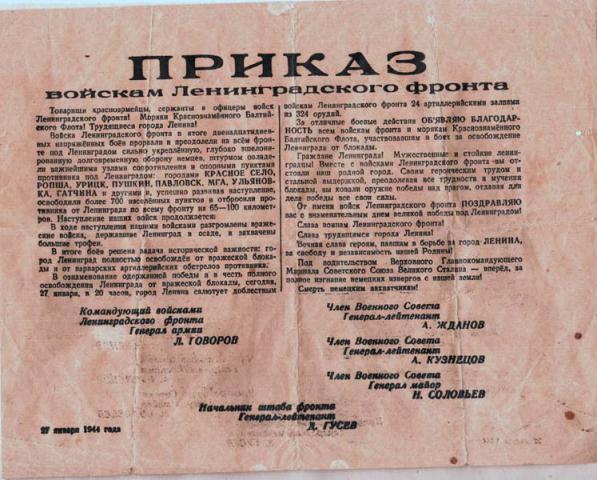 ПРИКАЗ
войскам Ленинградского фронта
Товарищи красноармейцы, сержанты и офицеры войск
Ленинградского фронта! Моряки Краснознамённого Балтий-
ского Флота! Трудящиеся города Ленина!
Войска Ленинградского фронта в итоге двенадцатиднев-
ных напряжённых боёв прорвали и преодолели на всём фрон-
те под Ленинградом сильно укреплённую, глубоко эшелони-
рованную долговременную оборону немцев, штурмом овладе-
ли важнейшими узлами сопротивления и опорными пунктами
противника под Ленинградом: городами КРАСНОЕ СЕЛО,
РОПША, УРИЦК, ПУШКИН, ПАВЛОВСК, МГА, УЛЬЯНОВ-
КА, ГАТЧИНА и другими и, успешно развивая наступление,
освободили более 700 населённых пунктов и отбросили про-
тивника от Ленинграда по всему фронту на 65—100 километ-
ров. Наступление наших войск продолжается.
В ходе наступления нашими войсками разгромлены враже-
ские войска, державшие Ленинград в осаде, и захвачены
большие трофеи.
В итоге боёв решена задача исторической важности: го-
род Ленинград полностью освобождён от вражеской блока-
ды и от варварских артиллерийских обстрелов противника.
В ознаменование одержанной победы и в честь полного
освобождения Ленинграда от вражеской блокады, сегодня,
27 января, в 20 часов, город Ленина салютует доблестным
войскам Ленинградского фронта 24 артиллерийскими залпами
из 324 орудий.
За отличные боевые действия ОБЪЯВЛЯЮ БЛАГОДАР-
НОСТЬ всем войскам фронта и морякам Краснознамённого
Балтийского Флота, участвовавшим в боях за освобождение
Ленинграда от блокады.
Граждане Ленинграда! Мужественные и стойкие ленин-
градцы! Вместе с войсками Ленинградского фронта вы от-
стояли наш родной город. Своим героическим трудом и
стальной выдержкой, преодолевая все трудности и мучения
блокады, вы ковали оружие победы над врагом, отдавая для
дела победы все свои силы.
От имени войск Ленинградского фронта ПОЗДРАВЛЯЮ
вас с знаменательным днем великой победы под Ленинградом!
Слава воинам Ленинградского фронта!
Слава трудящимся города Ленина!
Вечная слава героям, павшим в борьбе за город ЛЕНИНА,
за свободу и независимость нашей Родины!
Под водительством Верховного Главнокомандующего
Маршала Советского Союза Великого Сталина — вперёд, за
полное изгнание немецких извергов с нашей земли!
Смерть немецким захватчикам!
Командующий войсками
Ленинградского фронта
Генерал армии
Л. ГОВОРОВ
Член Военного Совета
Генерал-лейтенант
А. ЖДАНОВ
Член Военного Совета
Генерал-лейтенант
А. КУЗНЕЦОВ
Член Военного Совета
Генерал майор
Н. СОЛОВЬЕВ
Начальник штаба фронта
Генерал-лейтенант
Д. ГУСЕВ
27 января 1944 года